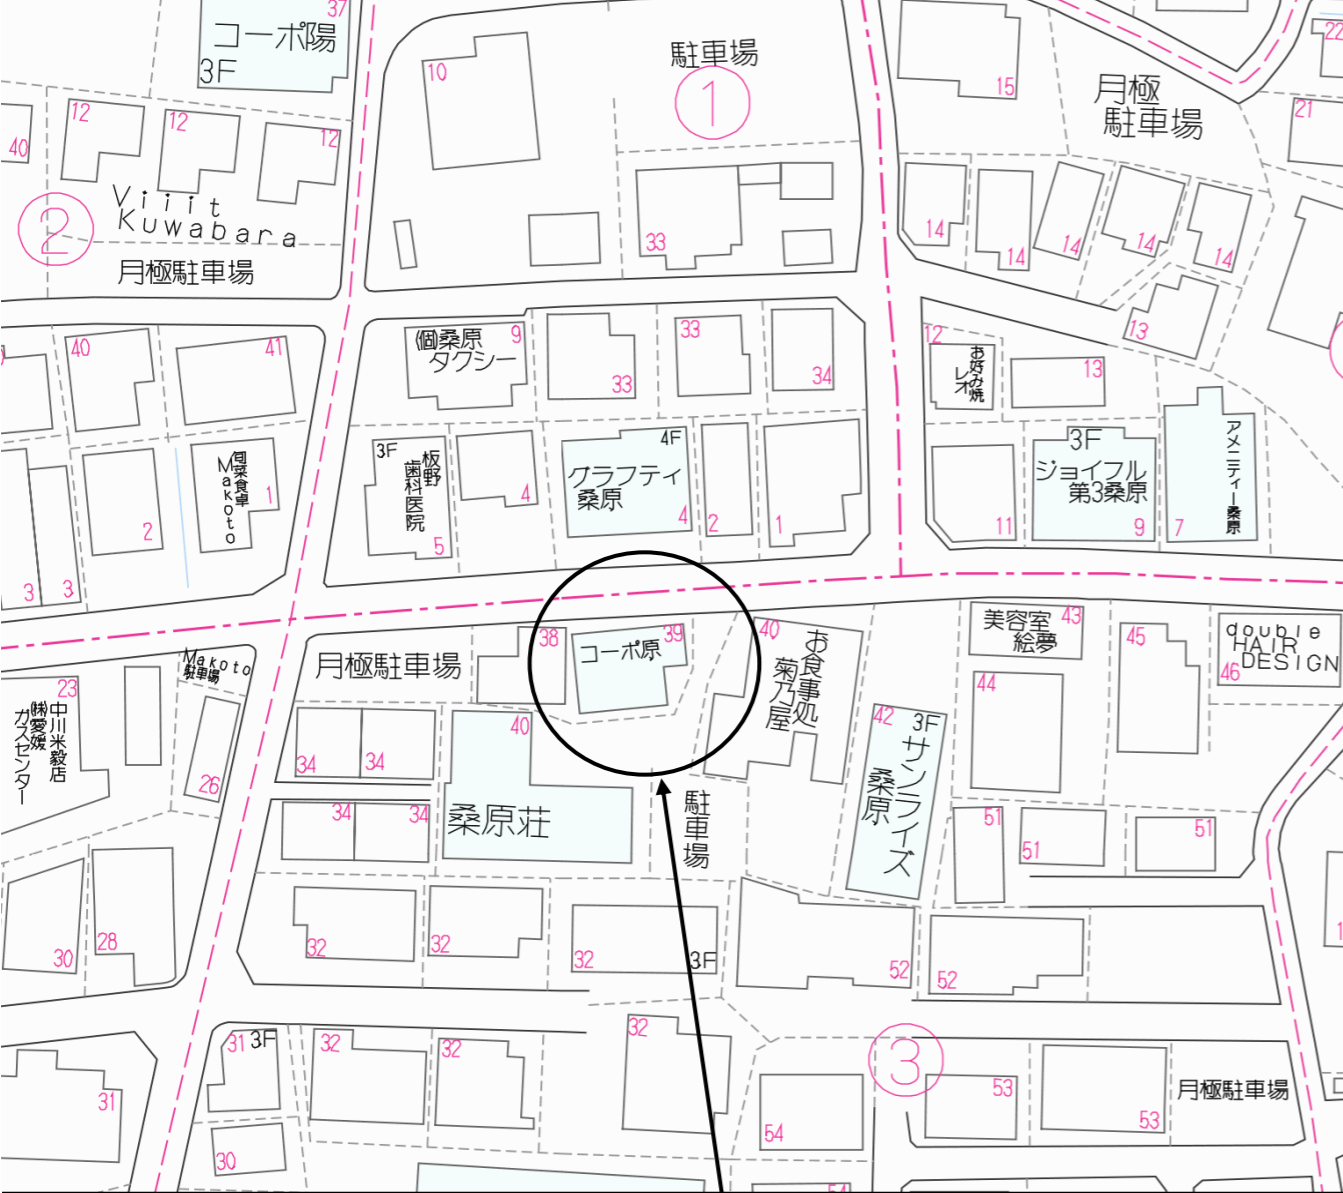 37
コーポ陽
3F
10
駐車場
①
15
月極
駐車場
22
21
12
12
12
40
Viiit
Kuwabara
②
月極駐車場
33
14
14
14
14
14
13
40
41
㈲桑原
タクシー
9
33
33
34
12
お好み焼
レオ
13
旬菜食卓
Makoto
1
2
3
3
3F
板野
歯科医院
5
4
4F
グラフティ
桑原
4
2
1
11
3F
ジョイフル
第3桑原
9
アメニティー桑原
7
月極駐車場
38
39
コーポ原
40
お食事処
菊乃屋
美容室
絵夢
43
45
double
HAIR
DESIGN
46
Makoto
駐車場
23
中川米穀店
㈱愛媛
ガスセンター
26
34
34
40
桑原荘
34
34
駐車場
42
3F
サンライズ
桑原
44
51
51
51
30
28
32
32
32
3F
52
52
1
31
3F
32
32
32
③
53
53
月極駐車場
31
30
54
54